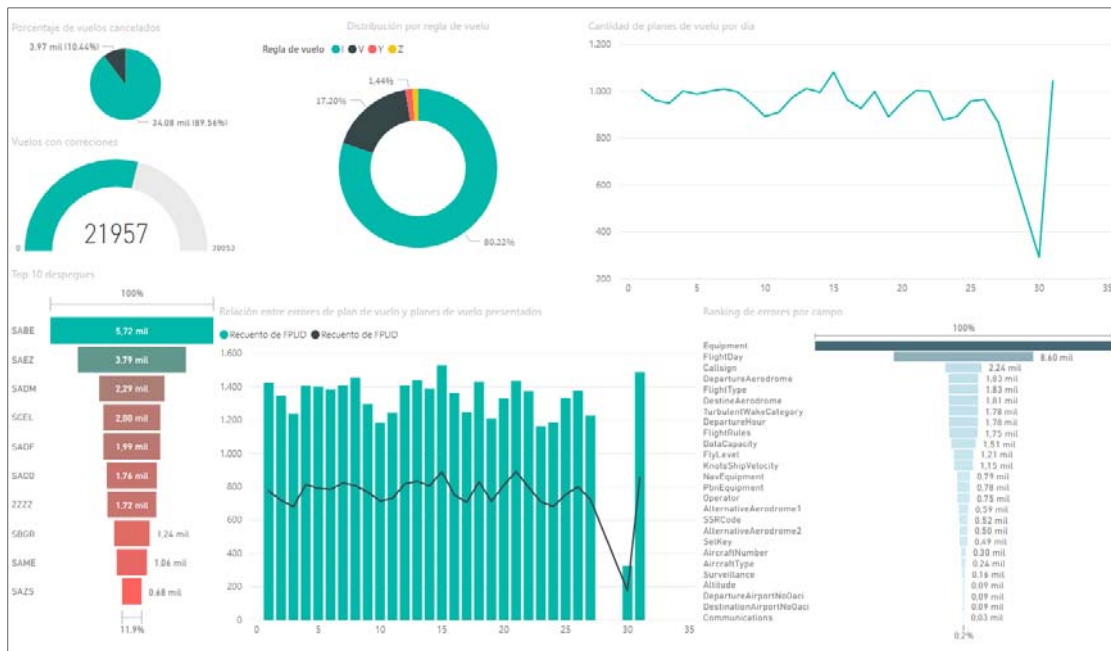 Porcentaje de vuelos cancelados
3.97 mil (10.44%)
34.08 mil (89.56%)
Vuelos con correciones
21957
0
Distribución por regla de vuelo
Regla de vuelo I V Y Z
1.44%
17.20%
80.22%
Cantidad de planes de vuelo por día
1.200
1.000
800
600
400
200
0 5 10 15 20 25 30 35
Top 10 despegues
100%
SABE 5,72 mil
SAEZ 3.79 mil
SADM 2,29 mil
SCEL 2,00 mil
SADF 1,99 mil
SADD 1.76 mil
ZZZZ 1.72 mil
SBGR 1,24 mil
SAME 1.06 mil
SAZS 0.68 mil
11.9%
Relación entre errores de plan de vuelo y planes de vuelo presentados
Recuento de FPUD Recuento de FPUD
1.600
1.400
1.200
1.000
800
600
400
200
0
0 5 10 15 20 25 30 35
Ranking de errores por campo
100%
Equipment
FlightDay 8.60 mil
Callsign 2,24 mil
DepartureAerodrome 1,83 mil
FlightType 1.83 mil
DestineAerodrome 1,81 mil
TurbulentWakeCategory 1.78 mil
DepartureHour 1,78 mil
FlightRules 1,75 mil
DataCapacity 1,51 mil
FlyLevel 1,21 mil
KnotsShipVelocity 1,15 mil
NavEquipment 0,79 mil
PbnEquipment 0,78 mil
Operator 0.75 mil
AlternativeAerodrome1 0,59 mil
SSRCode 0.52 mil
AlternativeAerodrome2 0.50 mil
SelKey 0,49 mil
AircraftNumber 0.30 mil
AircraftType 0.24 mil
Surveillance 0.16 mil
Altitude 0.09 mil
DepartureAirportNoOaci 0,09 mil
DestinationAirportNoOaci 0.09 mil
Communications 0,03 mil
0.2%